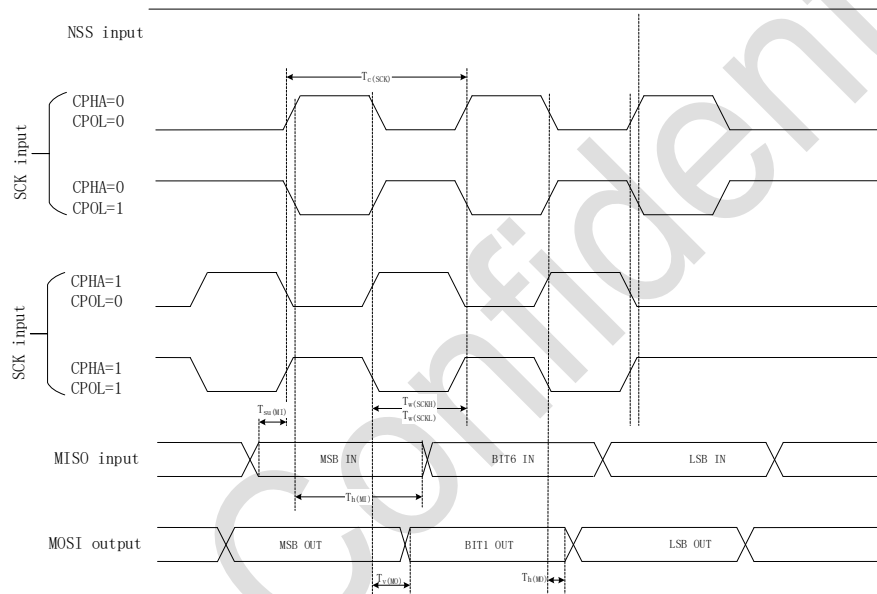 NSS input
Tc(SCK)
SCK input
CPHA=0
CPOL=0
CPHA=0
CPOL=1
SCK input
CPHA=1
CPOL=0
CPHA=1
CPOL=1
Tsu(MI)
Tw(SCKH)
Tw(SCKL)
MISO input
MSB IN
BIT6 IN
LSB IN
Th(MI)
MOSI output
MSB OUT
BIT1 OUT
LSB OUT
Tv(MO)
Th(MO)
Confident